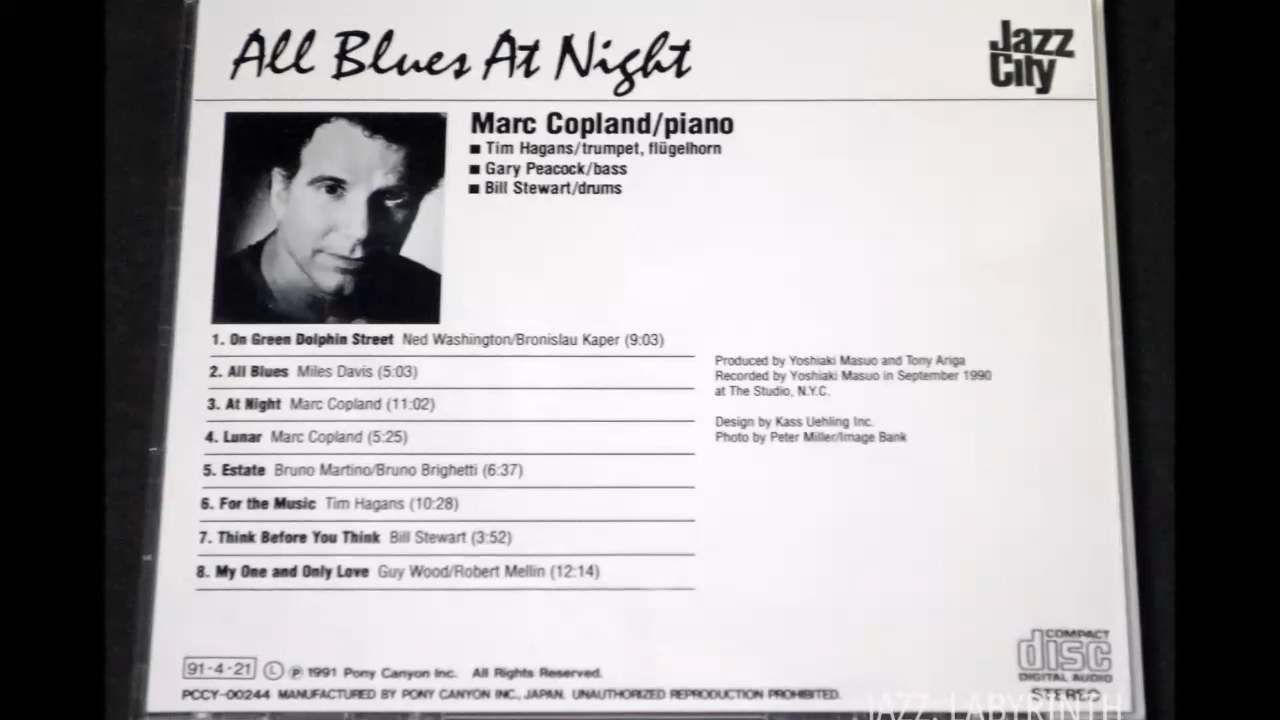 All Blues At Night
Jazz
City
Marc Copland/piano
■ Tim Hagans/trumpet, flügelhorn
■ Gary Peacock/bass
■ Bill Stewart/drums
1. On Green Dolphin Street Ned Washington/Bronislau Kaper (9:03)
2. All Blues Miles Davis (5:03)
3. At Night Marc Copland (11:02)
4. Lunar Marc Copland (5:25)
5. Estate Bruno Martino/Bruno Brighetti (6:37)
6. For the Music Tim Hagans (10:28)
7. Think Before You Think Bill Stewart (3:52)
8. My One and Only Love Guy Wood/Robert Mellin (12:14)
Produced by Yoshiaki Masuo and Tony Ariga
Recorded by Yoshiaki Masuo in September 1990
at The Studio, N.Y.C.
Design by Kass Uehling Inc.
Photo by Peter Miller/Image Bank
91·4·21 Ⓛ ℗ 1991 Pony Canyon Inc. All Rights Reserved.
PCCY-00244 MANUFACTURED BY PONY CANYON INC., JAPAN. UNAUTHORIZED REPRODUCTION PROHIBITED.
COMPACT
disc
DIGITAL AUDIO
STEREO
JAZZ. LABYRINTH